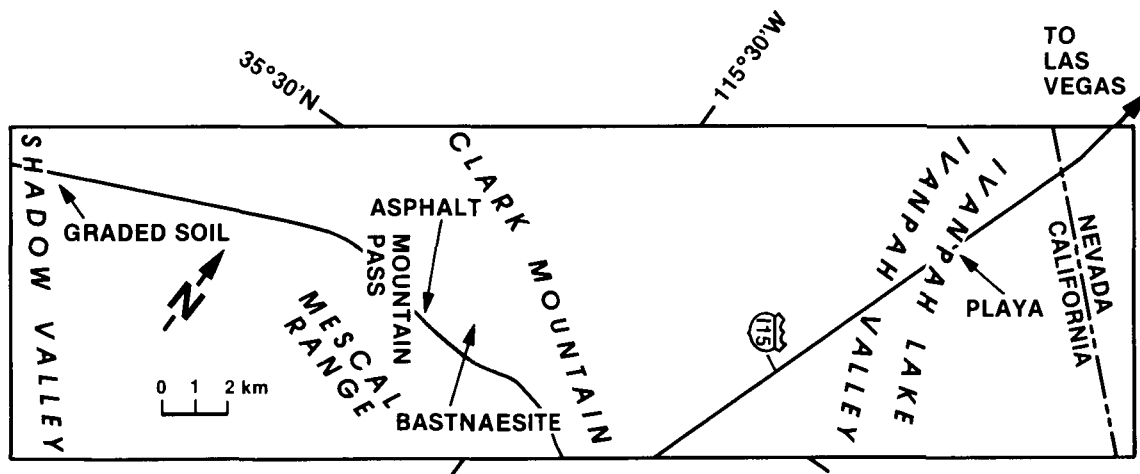 35°30'N
115°30'W
TO
LAS
VEGAS
SHADOW VALLEY
GRADED SOIL
N
0 1 2 km
MESCAL
RANGE
MOUNTAIN
PASS
ASPHALT
BASTNAESITE
CLARK MOUNTAIN
I15
IVANPAH VALLEY
IVANPAH LAKE
PLAYA
NEVADA
CALIFORNIA